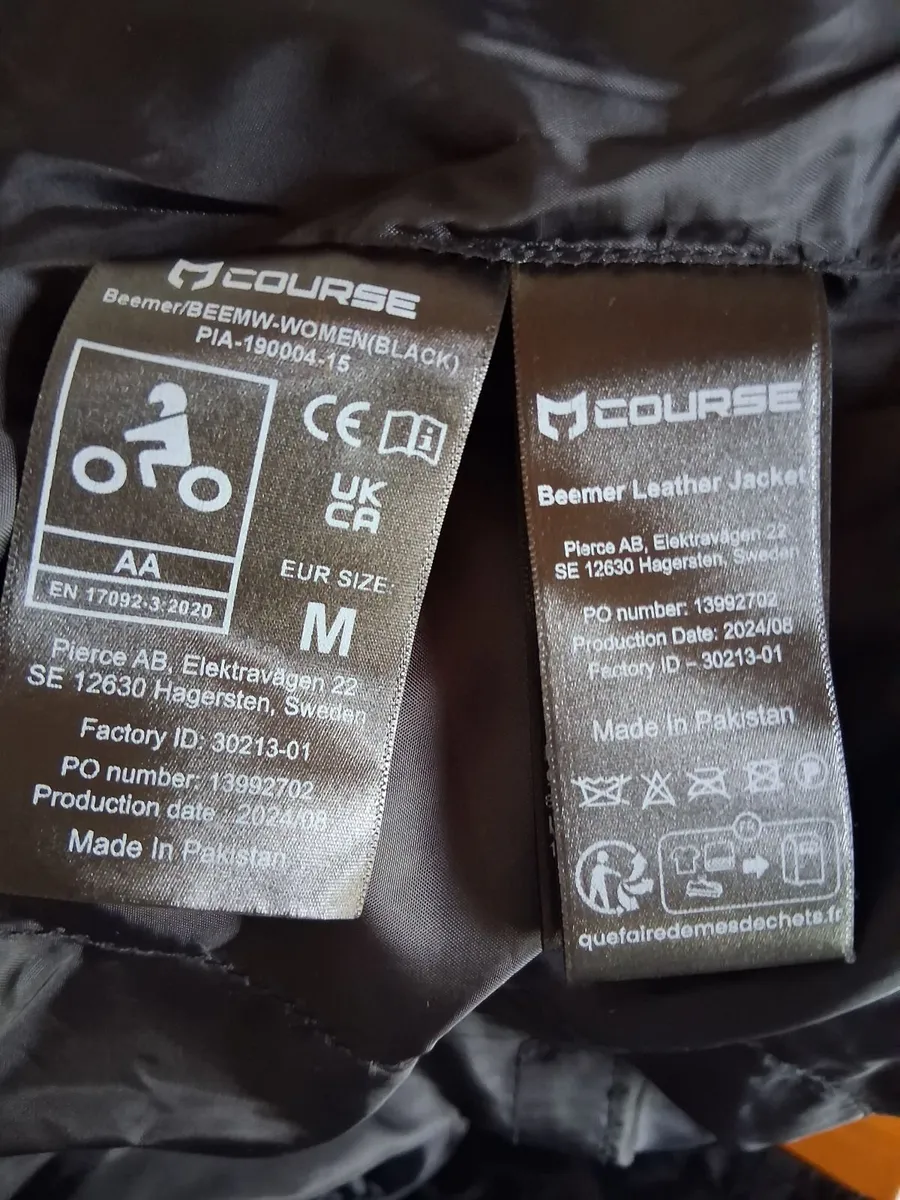 COURSE
Beemer/BEEMW-WOMEN(BLACK)
PIA-190004-15
CE
i
UK
CA
AA
EN 17092-3:2020
EUR SIZE:
M
Pierce AB, Elektravägen 22
SE 12630 Hagersten, Sweden
Factory ID: 30213-01
PO number: 13992702
Production date: 2024/08
Made In Pakistan
COURSE
Beemer Leather Jacket
Pierce AB, Elektravägen 22
SE 12630 Hagersten, Sweden
PO number: 13992702
Production Date: 2024/08
Factory ID – 30213-01
Made In Pakistan
P
FR
quefairedemesdechets.fr